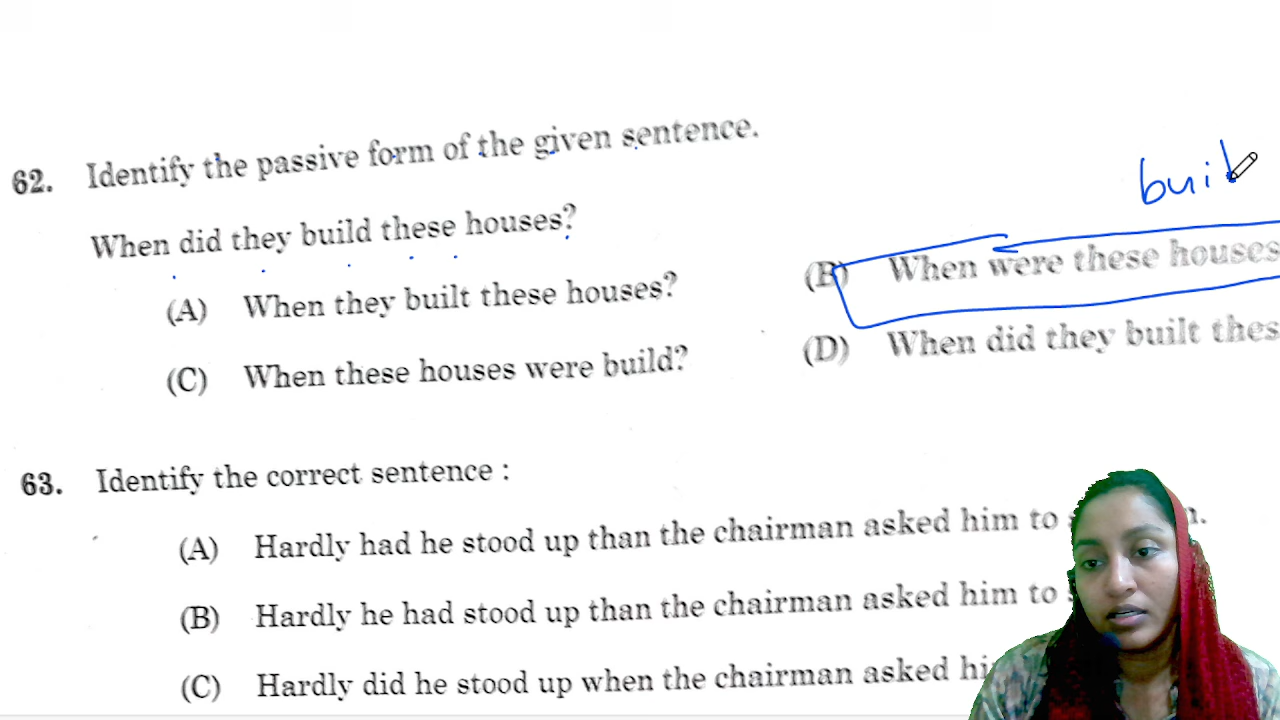 62. Identify the passive form of the given sentence.
buil
When did they build these houses?
(A) When they built these houses? (B) When were these houses
(C) When these houses were build? (D) When did they built
63. Identify the correct sentence :
(A) Hardly had he stood up than the chairman asked him to
(B) Hardly he had stood up than the chairman asked him to
(C) Hardly did he stood up when the chairman asked